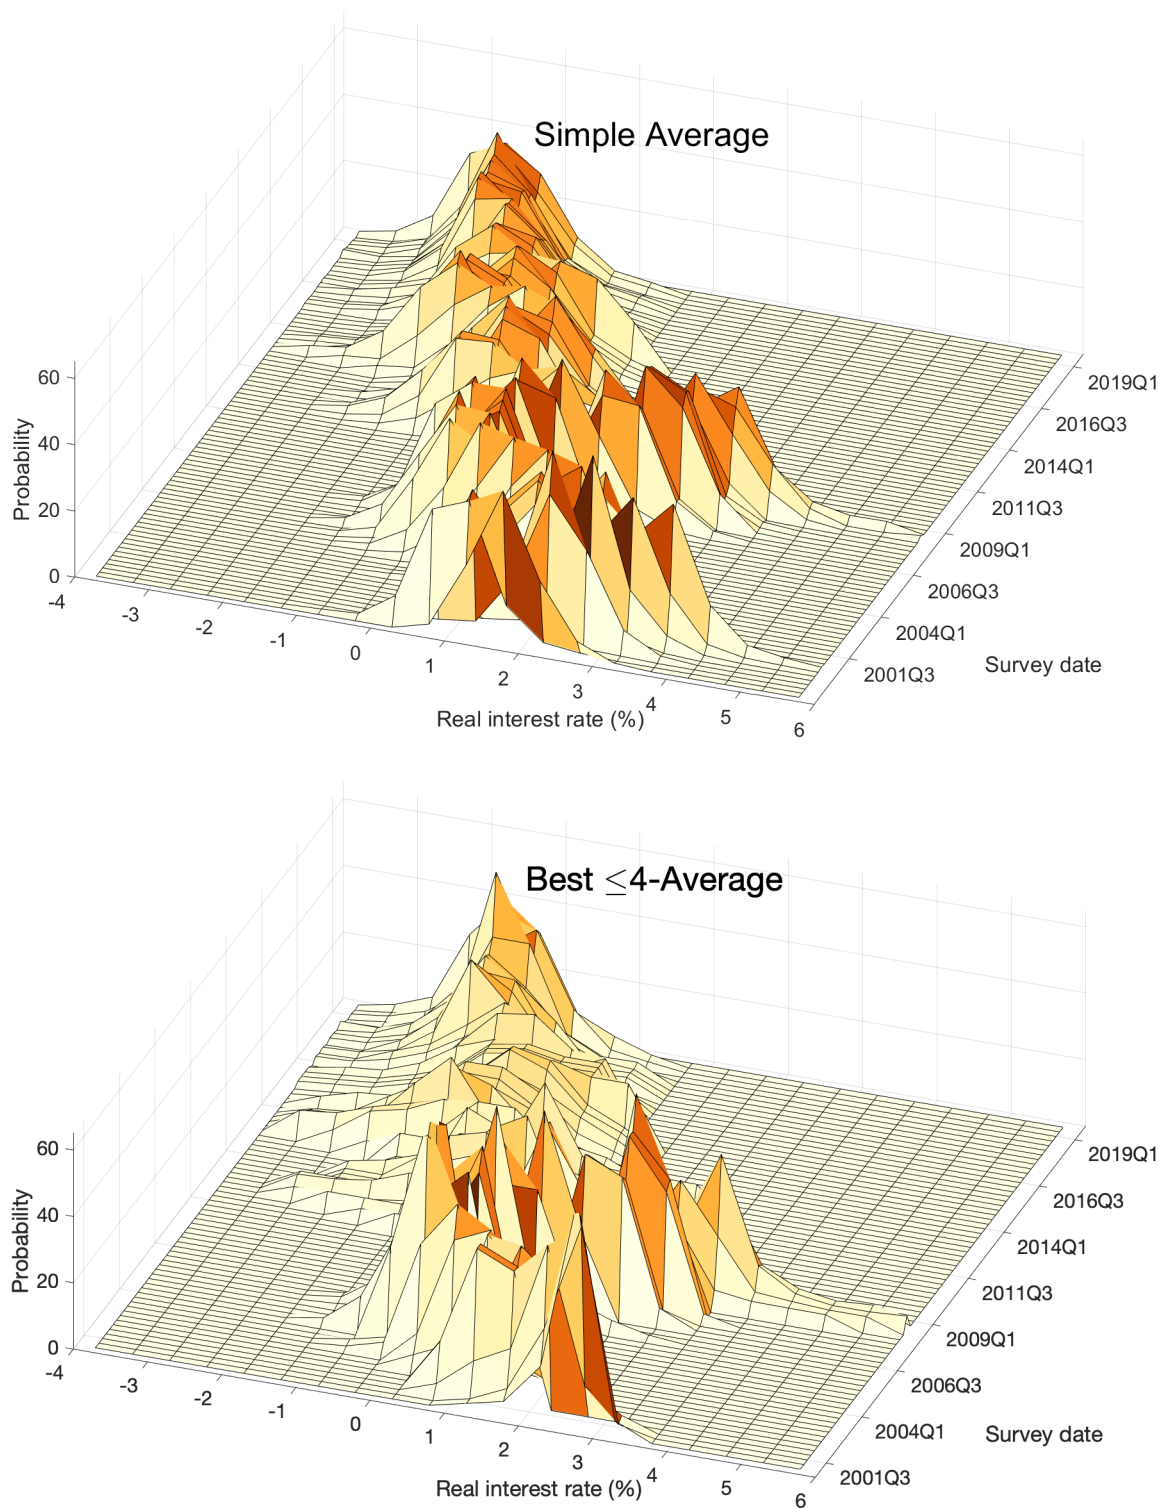 Simple Average
60
40
20
0
Probability
-4
-3
-2
-1
0
1
2
3
4
5
6
Real interest rate (%)
2019Q1
2016Q3
2014Q1
2011Q3
2009Q1
2006Q3
2004Q1
2001Q3
Survey date
Best ≤4-Average
60
40
20
0
Probability
-4
-3
-2
-1
0
1
2
3
4
5
6
Real interest rate (%)
2019Q1
2016Q3
2014Q1
2011Q3
2009Q1
2006Q3
2004Q1
2001Q3
Survey date